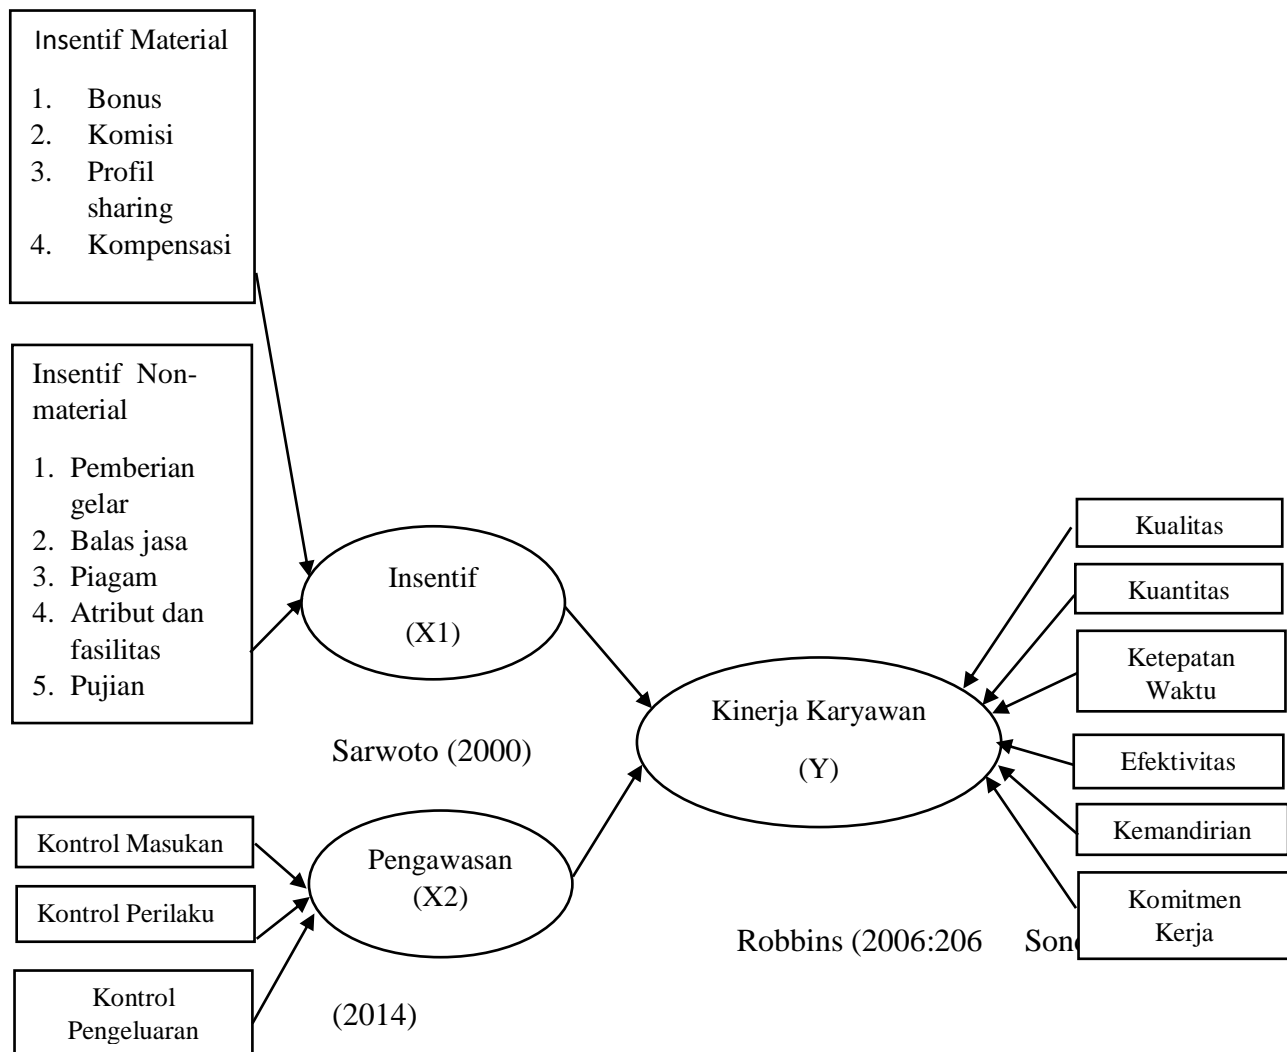 Insentif Material
1. Bonus
2. Komisi
3. Profil
sharing
4. Kompensasi
Insentif Non-
material
1. Pemberian
gelar
2. Balas jasa
3. Piagam
4. Atribut dan
fasilitas
5. Pujian
Insentif
(X1)
Sarwoto (2000)
Kontrol Masukan
Kontrol Perilaku
Kontrol
Pengeluaran
Pengawasan
(X2)
(2014)
Kinerja Karyawan
(Y)
Robbins (2006:206
Kualitas
Kuantitas
Ketepatan
Waktu
Efektivitas
Kemandirian
Komitmen
Kerja